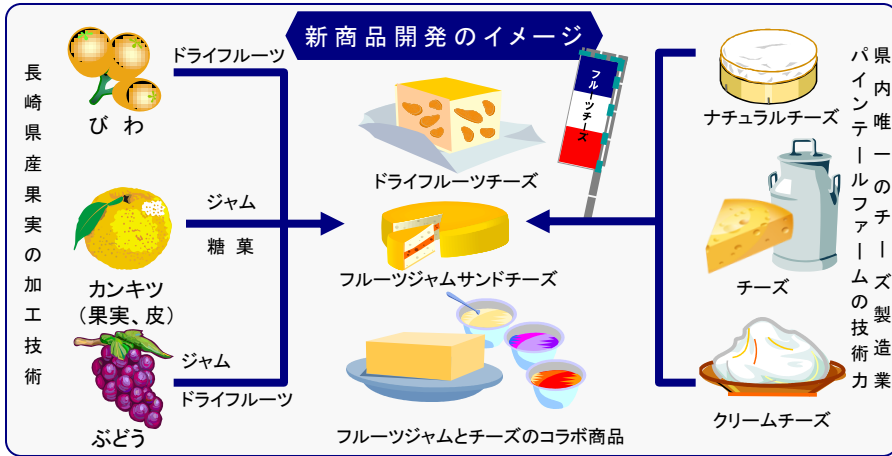 新商品開発のイメージ
長崎県産果実の加工技術
びわ
ドライフルーツ
カンキツ
（果実、皮）
ジャム
糖菓
ぶどう
ジャム
ドライフルーツ
ドライフルーツチーズ
フルーツチーズ
フルーツジャムサンドチーズ
フルーツジャムとチーズのコラボ商品
ナチュラルチーズ
チーズ
クリームチーズ
県内唯一のチーズ製造業
パインテールファームの技術力